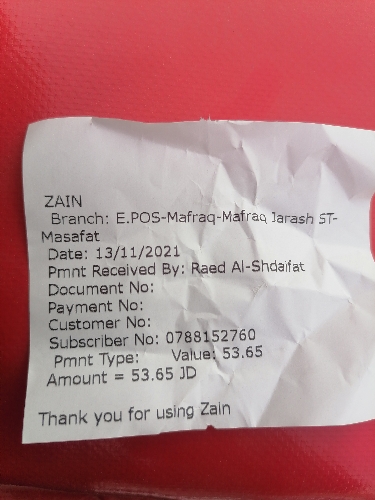 ZAIN
Branch: E.POS-Mafraq-Mafraq Jarash ST-
Masafat
Date: 13/11/2021
Pmnt Received By: Raed Al-Shdaifat
Document No:
Payment No:
Customer No:
Subscriber No: 0788152760
Pmnt Type: Value: 53.65
Amount = 53.65 JD
Thank you for using Zain